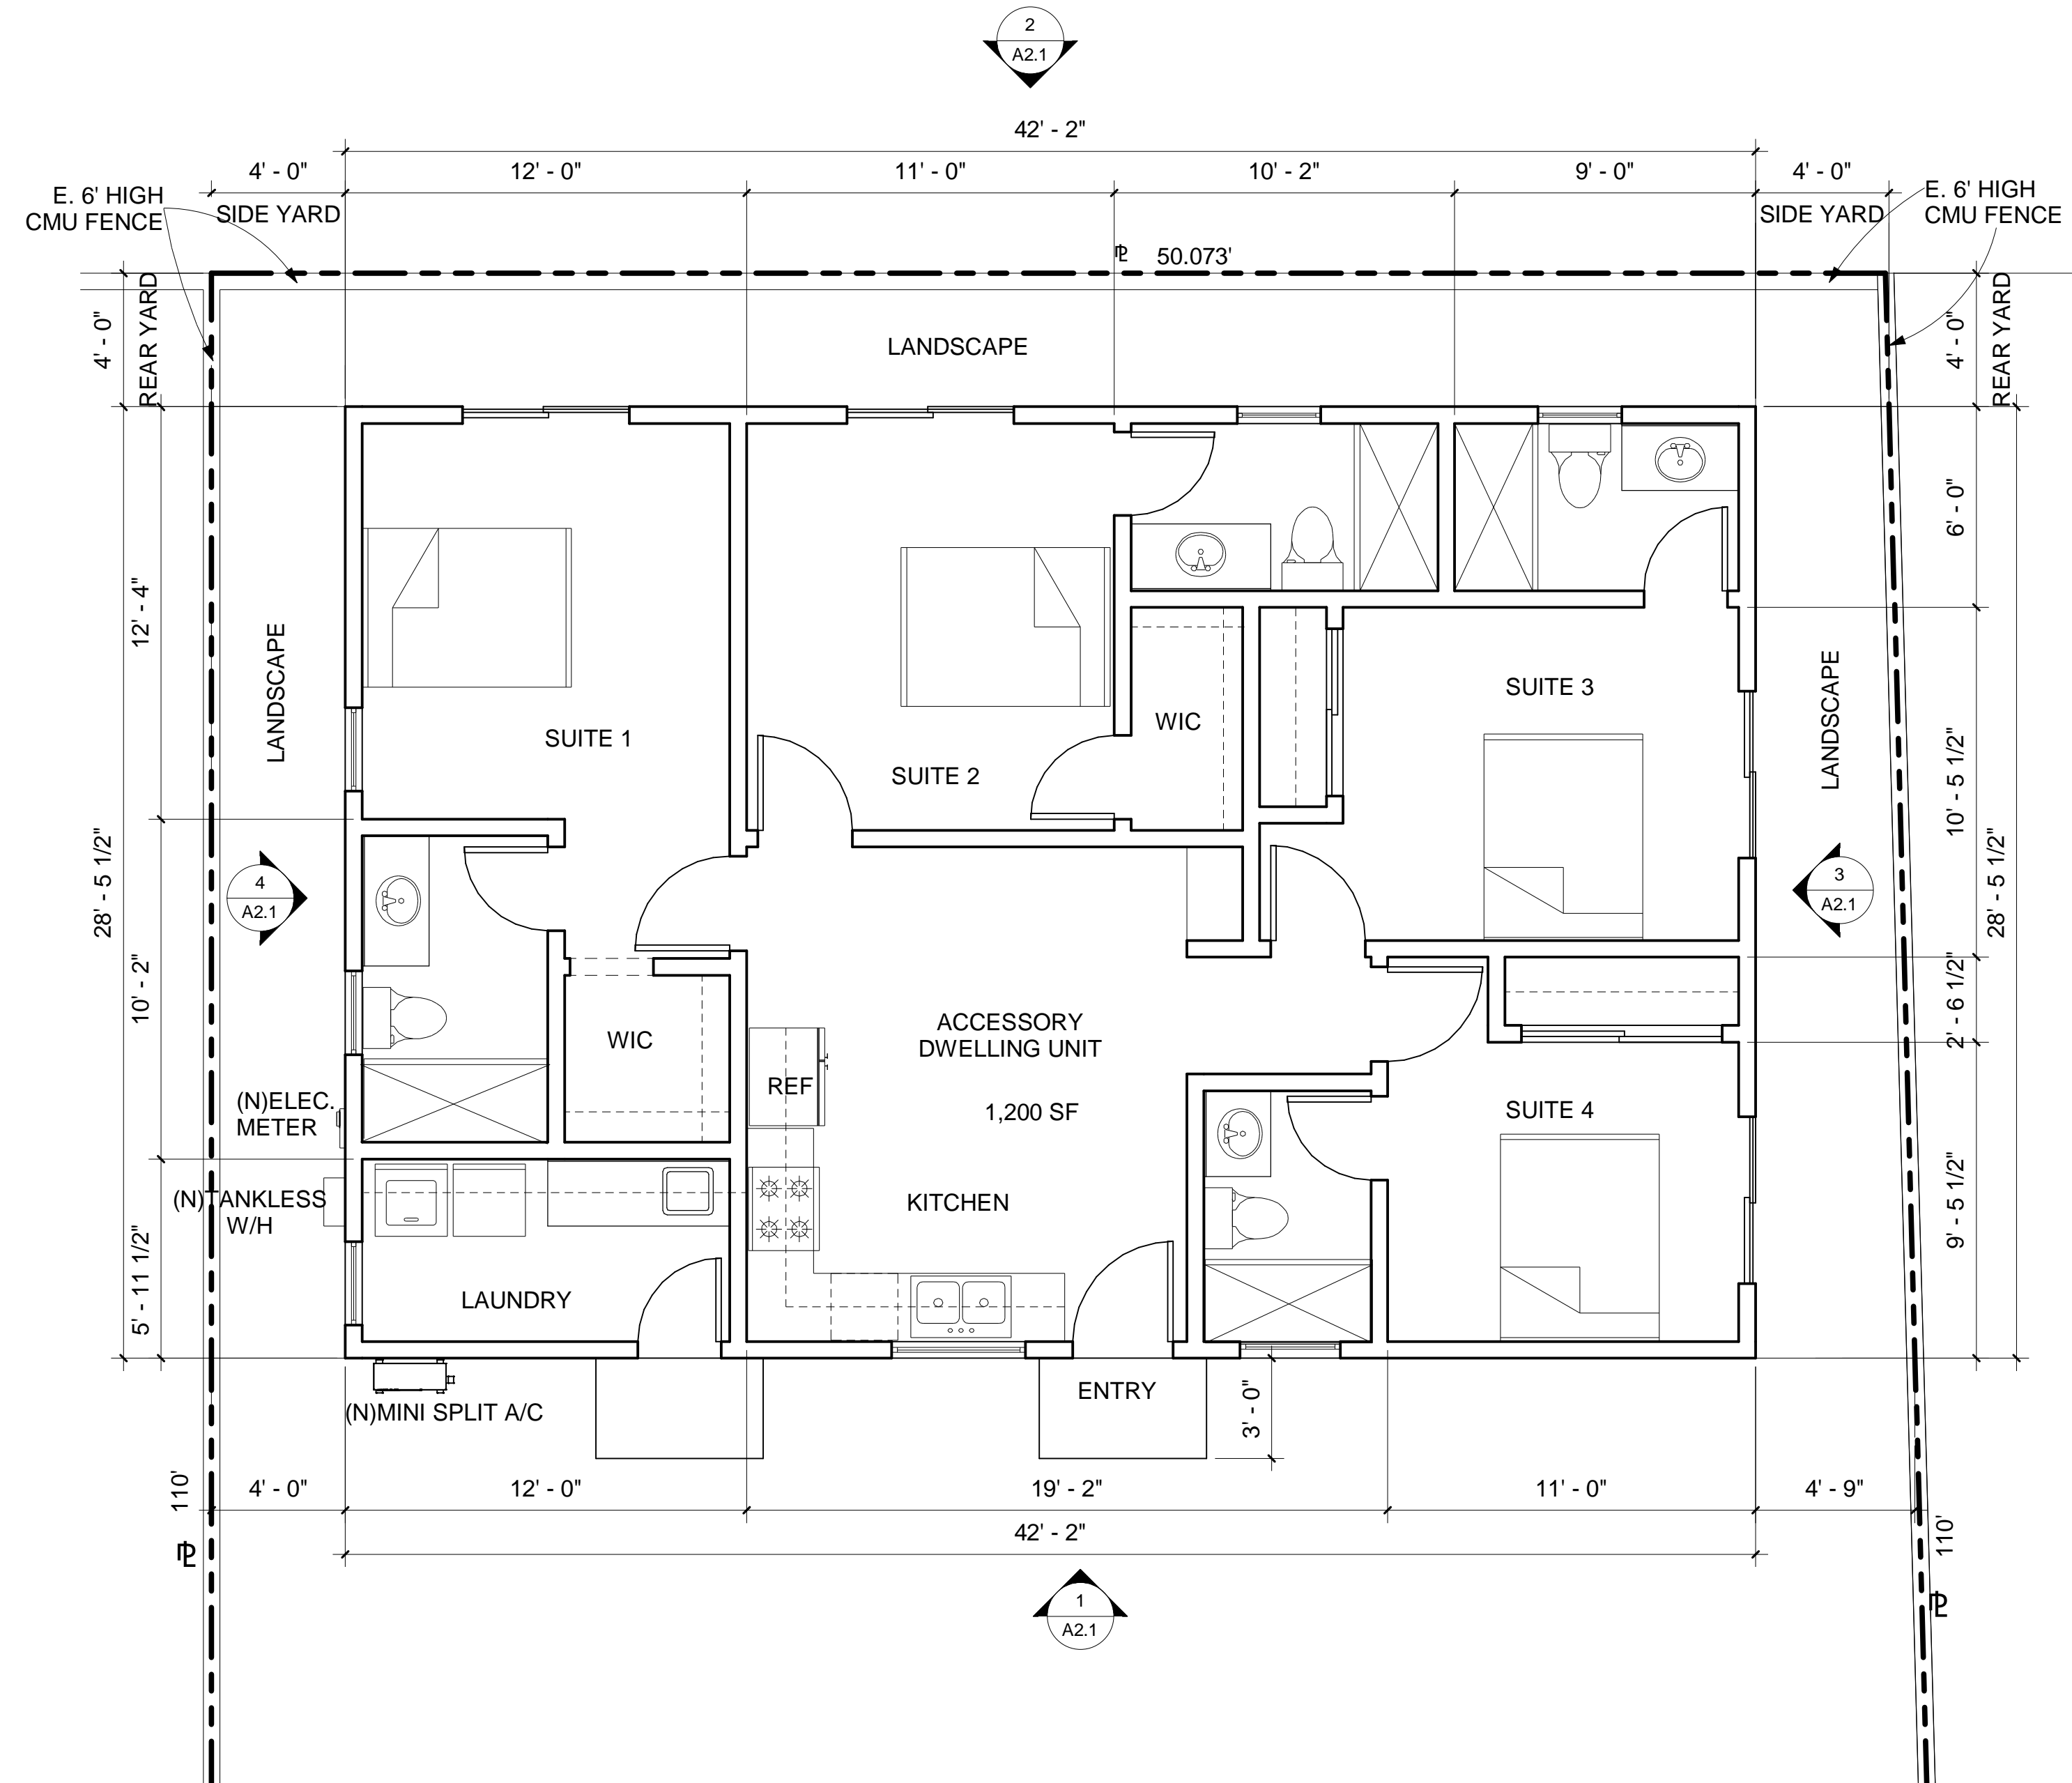 2
A2.1
42' - 2"
4' - 0"
12' - 0"
11' - 0"
10' - 2"
9' - 0"
4' - 0"
E. 6' HIGH
CMU FENCE
SIDE YARD
SIDE YARD
E. 6' HIGH
CMU FENCE
PL 50.073'
4' - 0"
REAR YARD
LANDSCAPE
4' - 0"
REAR YARD
6' - 0"
12' - 4"
LANDSCAPE
SUITE 1
SUITE 2
WIC
SUITE 3
LANDSCAPE
10' - 5 1/2"
28' - 5 1/2"
4
A2.1
3
A2.1
28' - 5 1/2"
10' - 2"
WIC
ACCESSORY
DWELLING UNIT
2' - 6 1/2"
REF
1,200 SF
SUITE 4
(N)ELEC.
METER
(N)TANKLESS
W/H
KITCHEN
9' - 5 1/2"
5' - 11 1/2"
LAUNDRY
(N)MINI SPLIT A/C
ENTRY
3' - 0"
110'
4' - 0"
12' - 0"
19' - 2"
11' - 0"
4' - 9"
42' - 2"
110'
PL
PL
1
A2.1